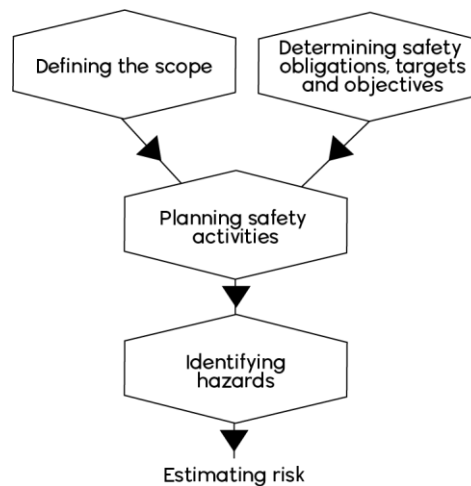 Defining the scope
Determining safety
obligations, targets
and objectives
Planning safety
activities
Identifying
hazards
Estimating risk